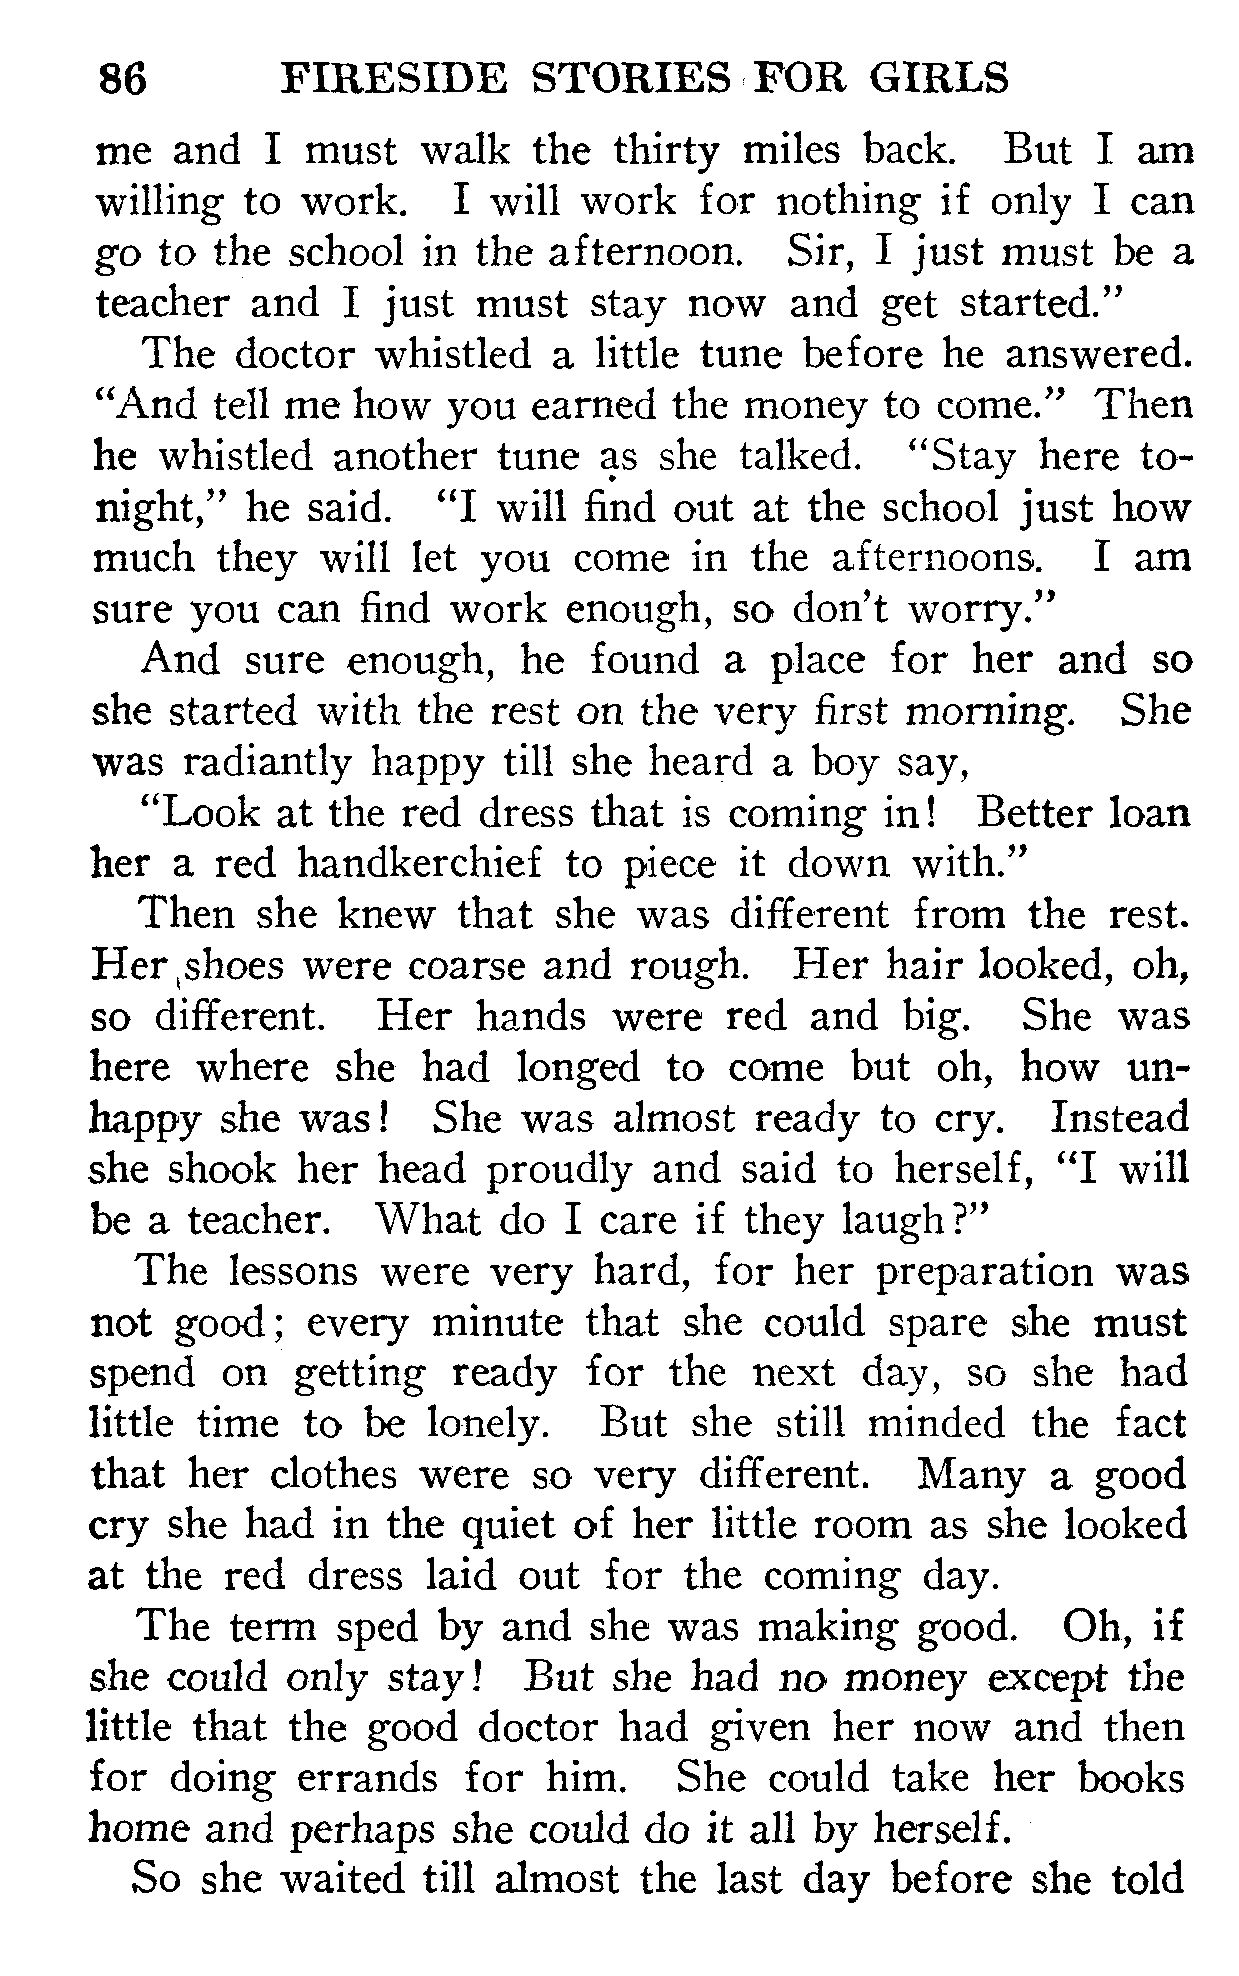 86 FIRESIDE STORIES FOR GIRLS
me and I must walk the thirty miles back. But I am
willing to work. I will work for nothing if only I can
go to the school in the afternoon. Sir, I just must be a
teacher and I just must stay now and get started."
The doctor whistled a little tune before he answered.
"And tell me how you earned the money to come." Then
he whistled another tune as she talked. "Stay here to-
night," he said. "I will find out at the school just how
much they will let you come in the afternoons. I am
sure you can find work enough, so don't worry."
And sure enough, he found a place for her and so
she started with the rest on the very first morning. She
was radiantly happy till she heard a boy say,
"Look at the red dress that is coming in! Better loan
her a red handkerchief to piece it down with."
Then she knew that she was different from the rest.
Her shoes were coarse and rough. Her hair looked, oh,
so different. Her hands were red and big. She was
here where she had longed to come but oh, how un-
happy she was! She was almost ready to cry. Instead
she shook her head proudly and said to herself, "I will
be a teacher. What do I care if they laugh?"
The lessons were very hard, for her preparation was
not good; every minute that she could spare she must
spend on getting ready for the next day, so she had
little time to be lonely. But she still minded the fact
that her clothes were so very different. Many a good
cry she had in the quiet of her little room as she looked
at the red dress laid out for the coming day.
The term sped by and she was making good. Oh, if
she could only stay! But she had no money except the
little that the good doctor had given her now and then
for doing errands for him. She could take her books
home and perhaps she could do it all by herself.
So she waited till almost the last day before she told